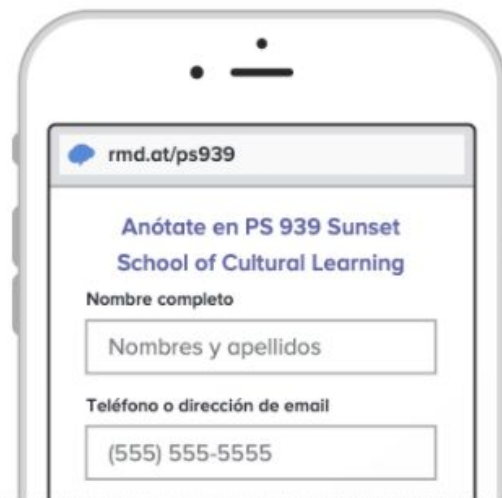 rmd.at/ps939
Anótate en PS 939 Sunset
School of Cultural Learning
Nombre completo
Nombres y apellidos
Teléfono o dirección de email
(555) 555-5555